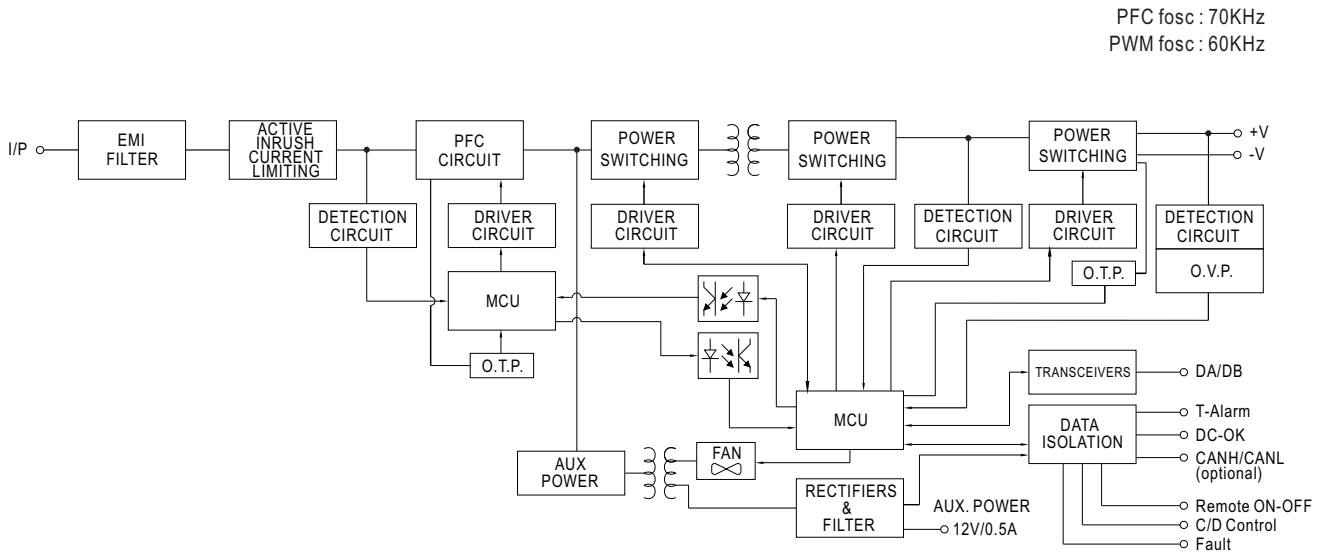 PFC fosc : 70KHz
PWM fosc : 60KHz
I/P
EMI
FILTER
ACTIVE
INRUSH
CURRENT
LIMITING
PFC
CIRCUIT
POWER
SWITCHING
POWER
SWITCHING
POWER
SWITCHING
+V
-V
DETECTION
CIRCUIT
DRIVER
CIRCUIT
DRIVER
CIRCUIT
DRIVER
CIRCUIT
DETECTION
CIRCUIT
DRIVER
CIRCUIT
DETECTION
CIRCUIT
O.V.P.
O.T.P.
MCU
O.T.P.
MCU
TRANSCEIVERS
DA/DB
DATA
ISOLATION
T-Alarm
DC-OK
CANH/CANL
(optional)
AUX
POWER
FAN
RECTIFIERS
&
FILTER
AUX. POWER
12V/0.5A
Remote ON-OFF
C/D Control
Fault